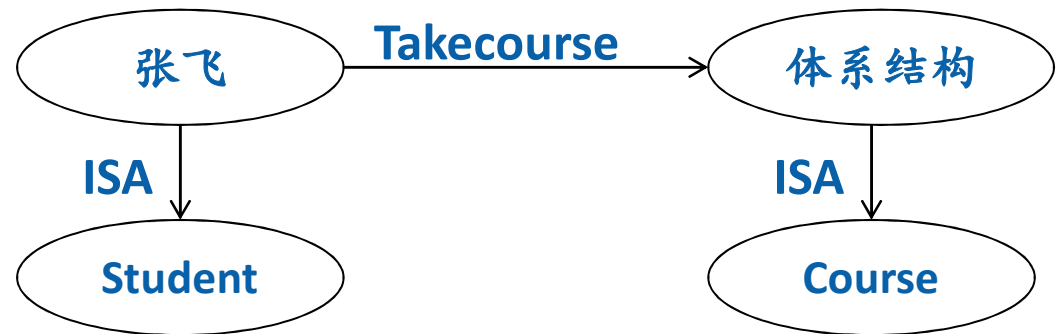 张飞
Takecourse
体系结构
ISA
ISA
Student
Course